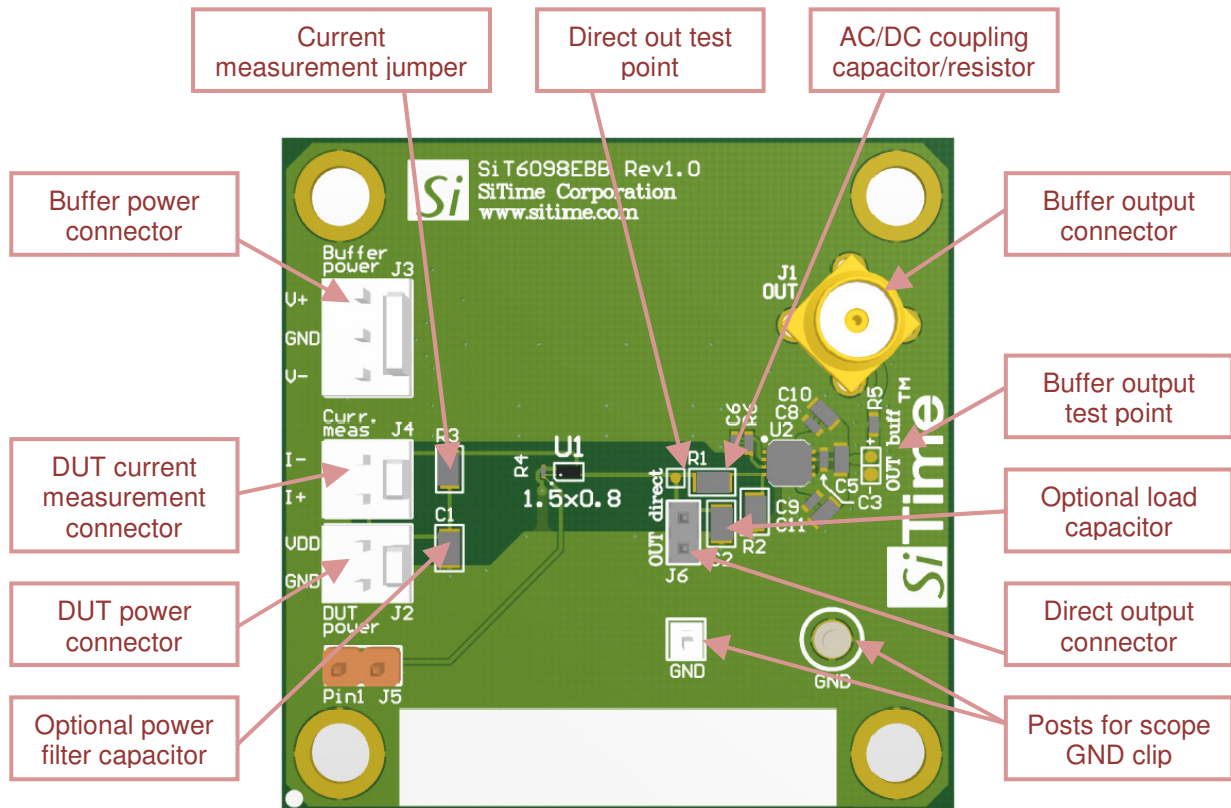 Current
measurement jumper
Direct out test
point
AC/DC coupling
capacitor/resistor
Buffer power
connector
DUT current
measurement
connector
DUT power
connector
Optional power
filter capacitor
Buffer output
connector
Buffer output
test point
Optional load
capacitor
Direct output
connector
Posts for scope
GND clip
Si
SiT6098EBB Rev1.0
SiTime Corporation
www.sitime.com
Buffer
power
J3
V+
GND
V-
Curr.
meas.
J4
I-
I+
VDD
GND
J2
DUT
power
Pin1 J5
R3
C1
R4
U1
1.5x0.8
J1
OUT
C10
C8
C6
U2
R1
R5
OUT buff
+
C5
C3
C9
C11
R2
OUT direct
J6
GND
GND
SiTime™